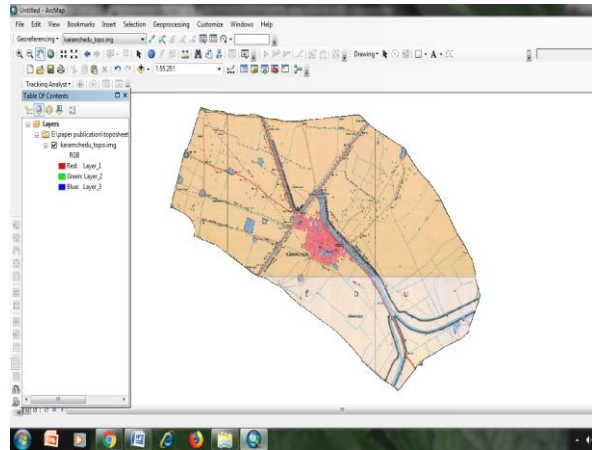 Untitled - ArcMap
File Edit View Bookmarks Insert Selection Geoprocessing Customize Windows Help
Georeferencing karamchedu_topo.img
Drawing
1:55,251
Tracking Analyst
Table Of Contents
Layers
E:\paper publication\toposheet
karamchedu_topo.img
RGB
Red: Layer_1
Green: Layer_2
Blue: Layer_3